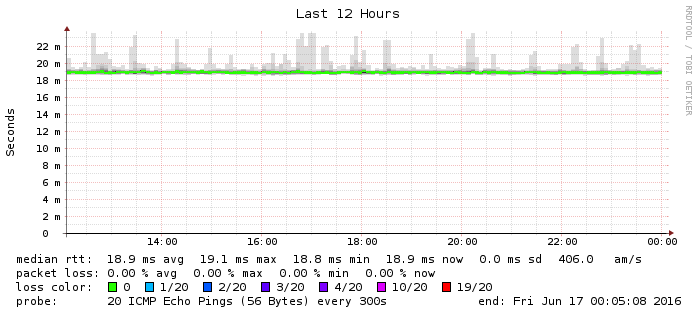 Last 12 Hours
RRDTOOL / TOBI OETIKER
Seconds
22 m
20 m
18 m
16 m
14 m
12 m
10 m
8 m
6 m
4 m
2 m
0
14:00 16:00 18:00 20:00 22:00 00:00
median rtt: 18.9 ms avg 19.1 ms max 18.8 ms min 18.9 ms now 0.0 ms sd 406.0 am/s
packet loss: 0.00 % avg 0.00 % max 0.00 % min 0.00 % now
loss color: 0 1/20 2/20 3/20 4/20 10/20 19/20
probe: 20 ICMP Echo Pings (56 Bytes) every 300s end: Fri Jun 17 00:05:08 2016